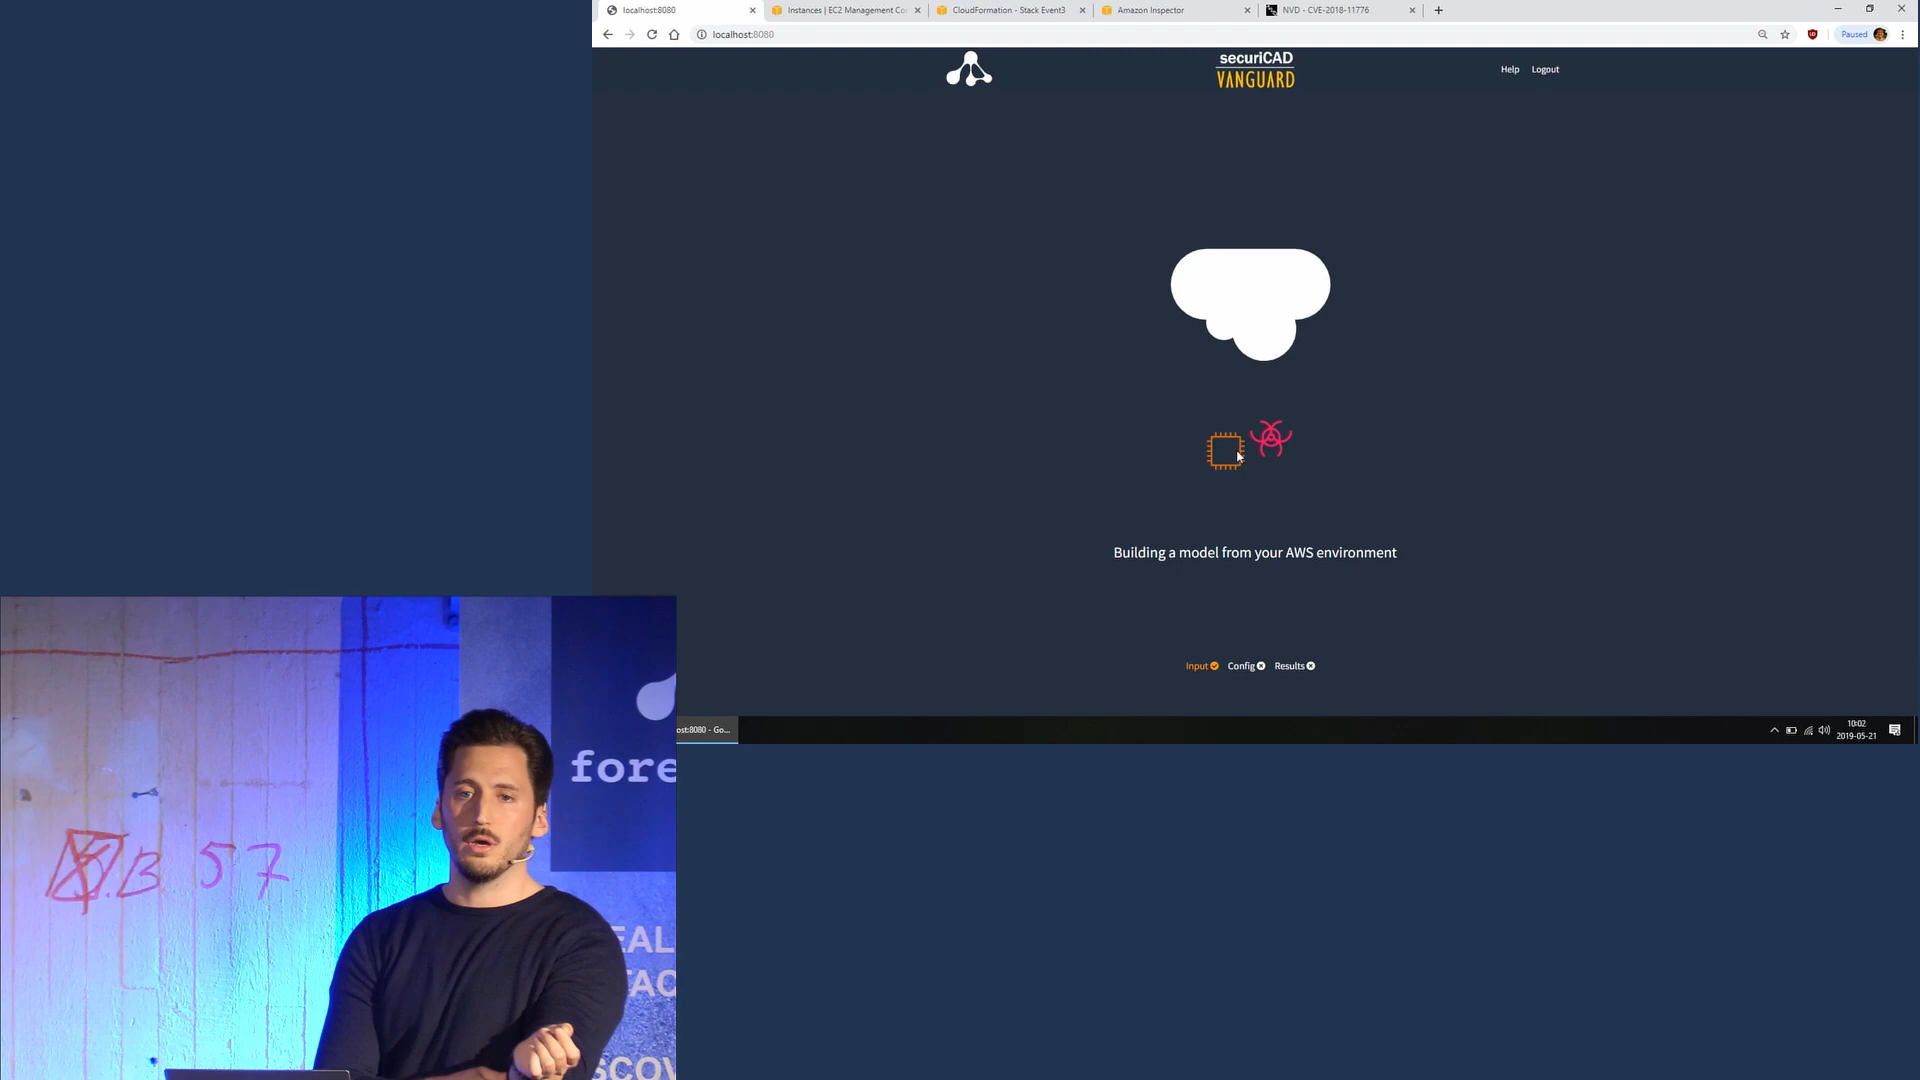 localhost:8080
Instances | EC2 Management Co
CloudFormation - Stack Event3
Amazon Inspector
NVD - CVE-2018-11776
localhost:8080
Paused
securiCAD
VANGUARD
Help
Logout
Building a model from your AWS environment
Input
Config
Results
ost:8080 - Go...
10:02
2019-05-21
fore
.B 57
EAL
TAC
SCOV